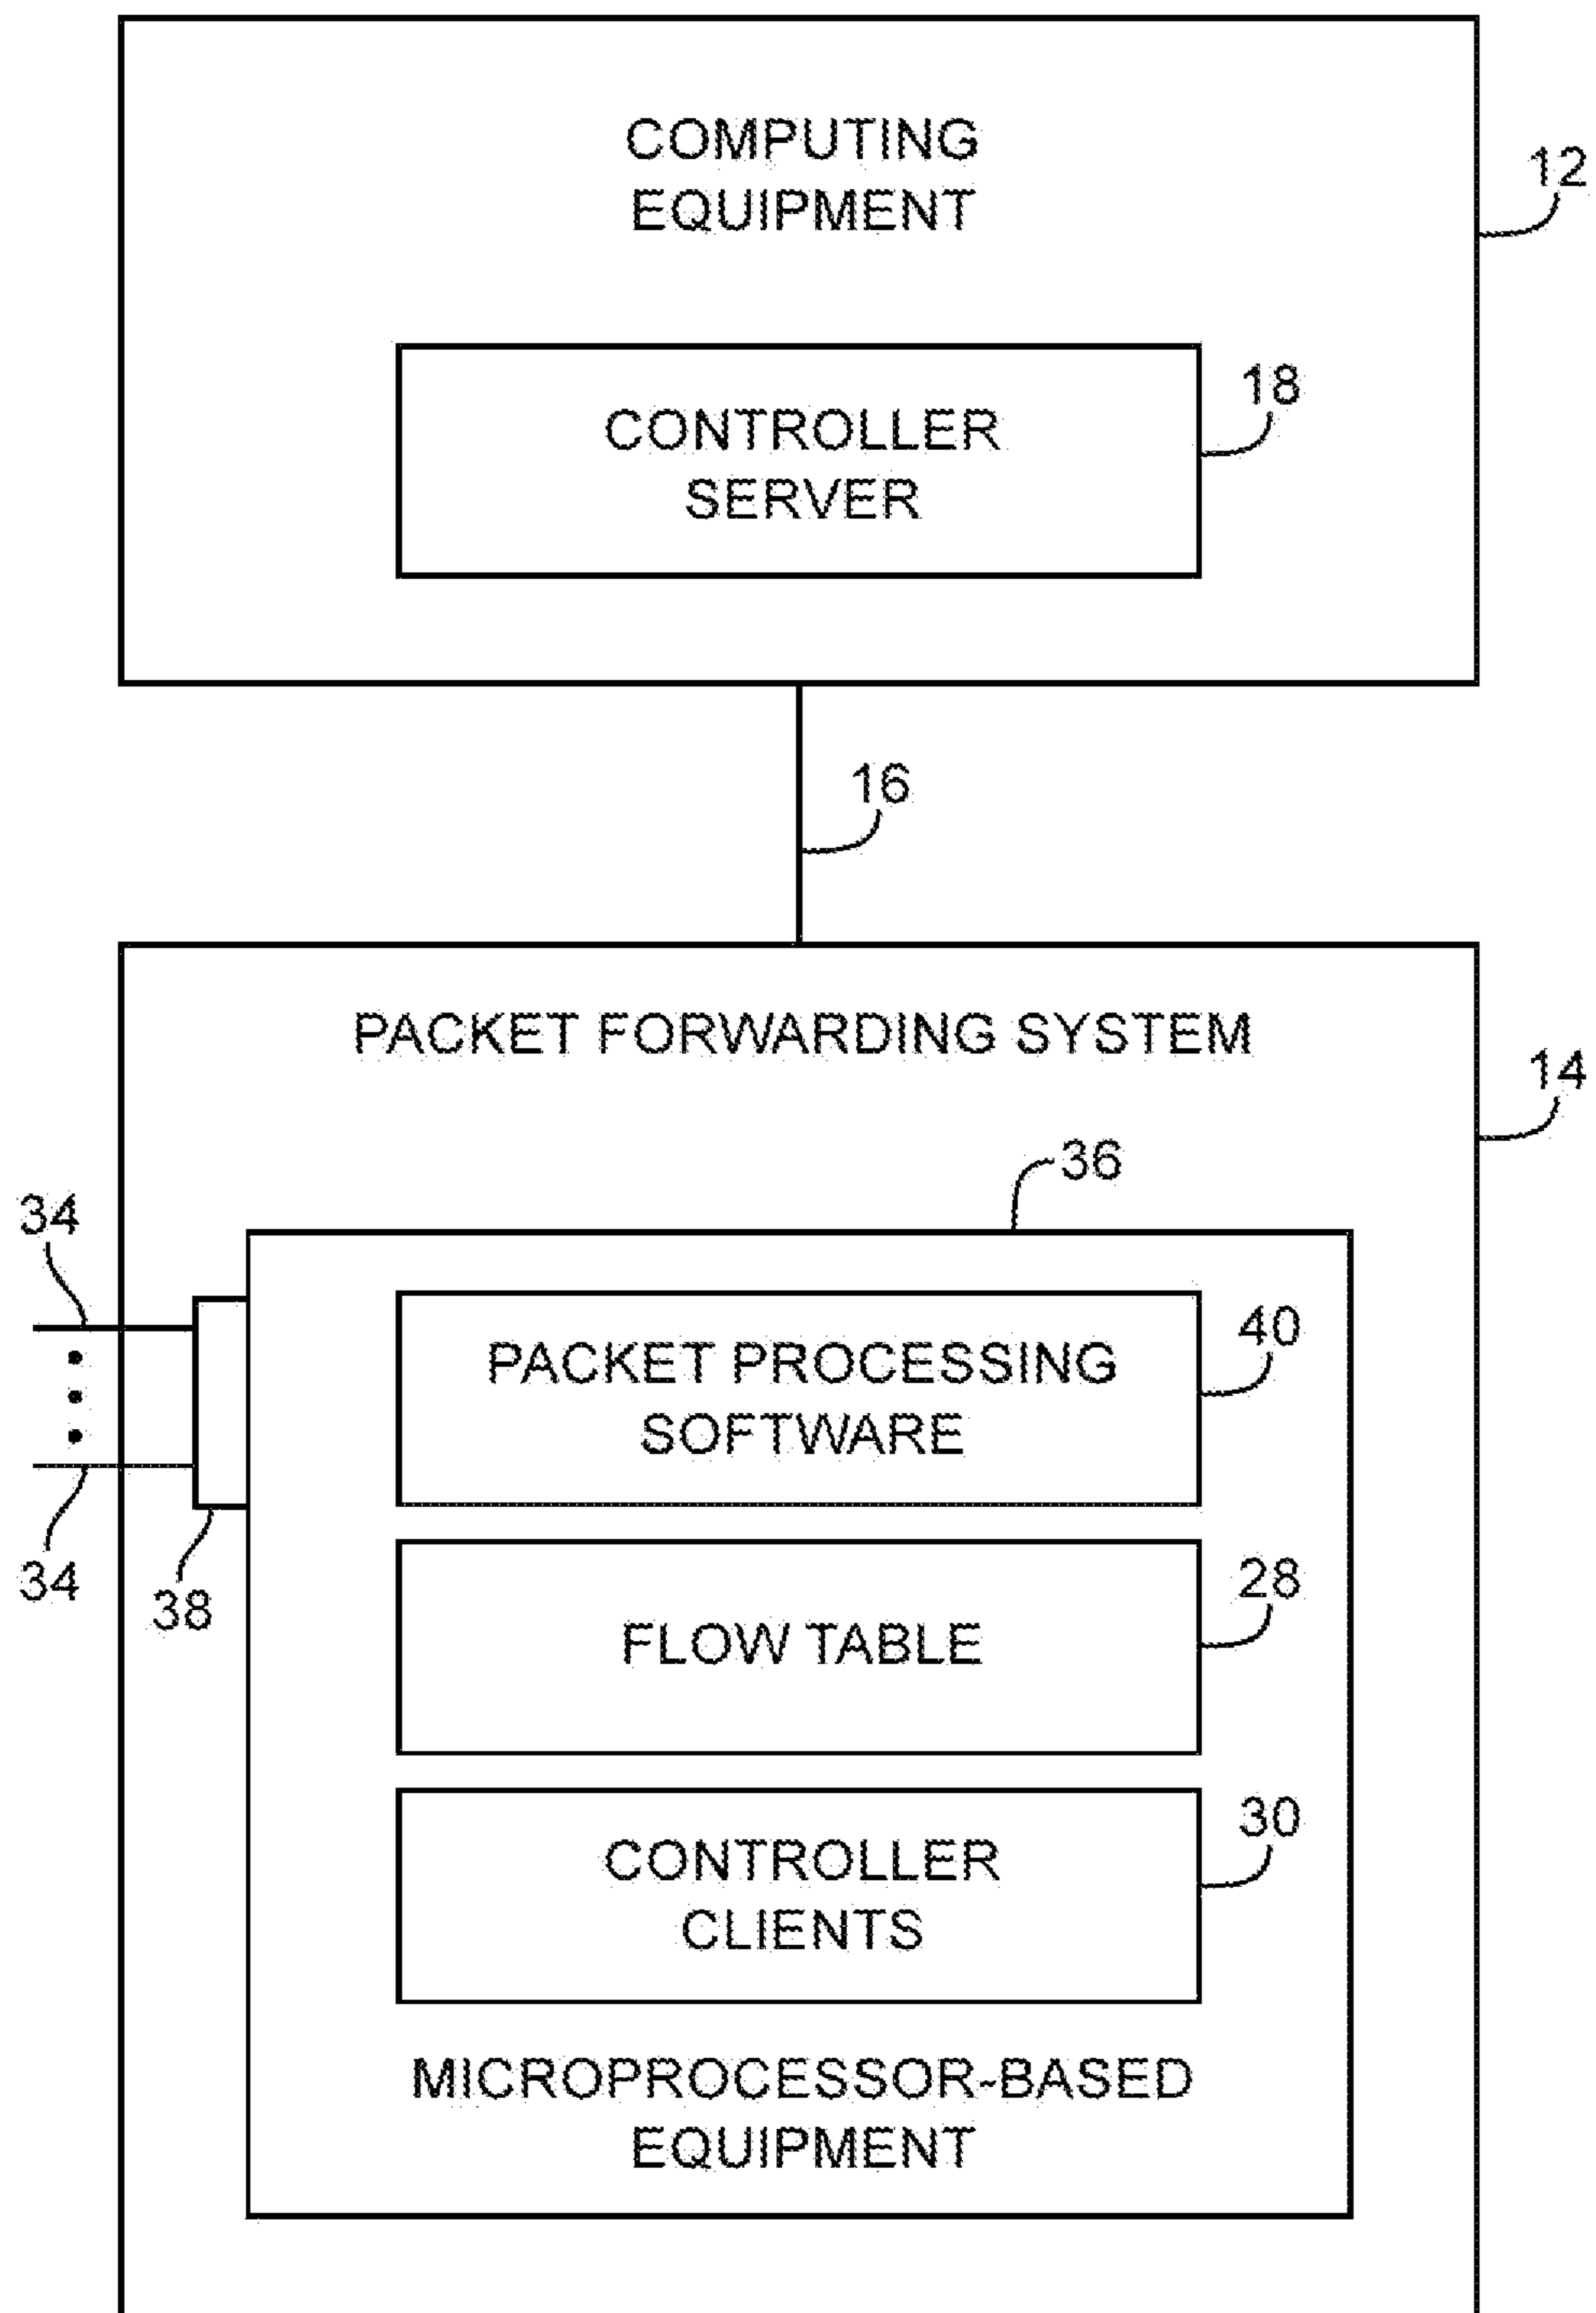 COMPUTING
EQUIPMENT
12
CONTROLLER
SERVER
18
16
PACKET FORWARDING SYSTEM
14
36
34
PACKET PROCESSING
SOFTWARE
40
34
38
FLOW TABLE
28
CONTROLLER
CLIENTS
30
MICROPROCESSOR-BASED
EQUIPMENT